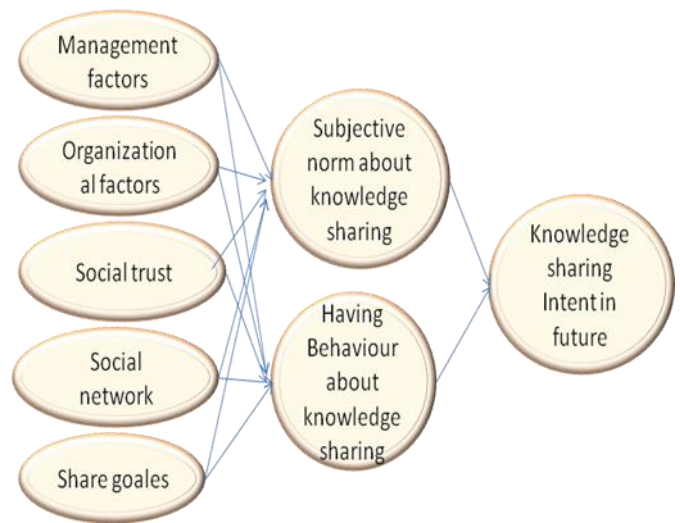 Management
factors
Organization
al factors
Social trust
Social
network
Share goales
Subjective
norm about
knowledge
sharing
Having
Behaviour
about
knowledge
sharing
Knowledge
sharing
Intent in
future